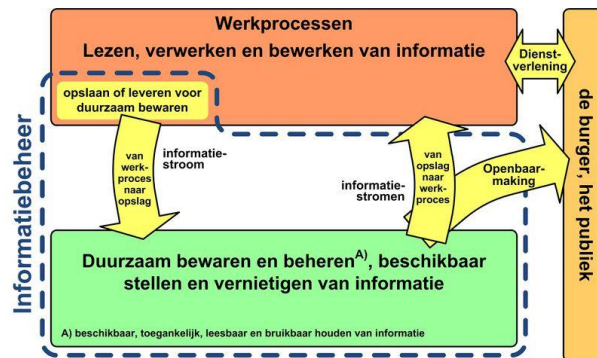 Werkprocessen
Lezen, verwerken en bewerken van informatie
opslaan of leveren voor
duurzaam bewaren
Dienst-
verlening
Informatiebeheer
van
werk-
proces
naar
opslag
informatie-
stroom
informatie-
stromen
van
opslag
naar
werk-
proces
Openbaar-
making
de burger, het publiek
Duurzaam bewaren en beheren^A), beschikbaar
stellen en vernietigen van informatie
A) beschikbaar, toegankelijk, leesbaar en bruikbaar houden van informatie